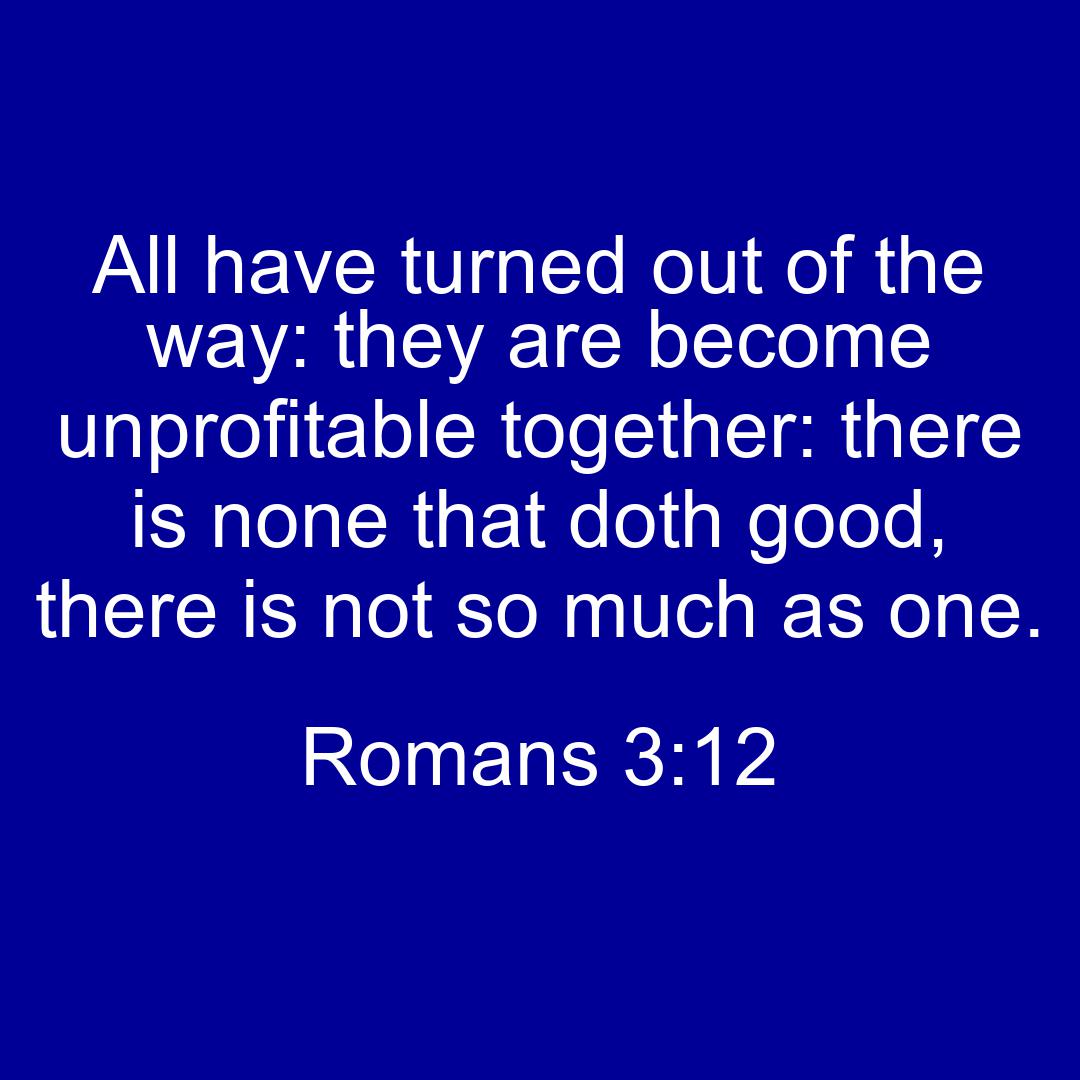 All have turned out of the
way: they are become
unprofitable together: there
is none that doth good,
there is not so much as one.
Romans 3:12